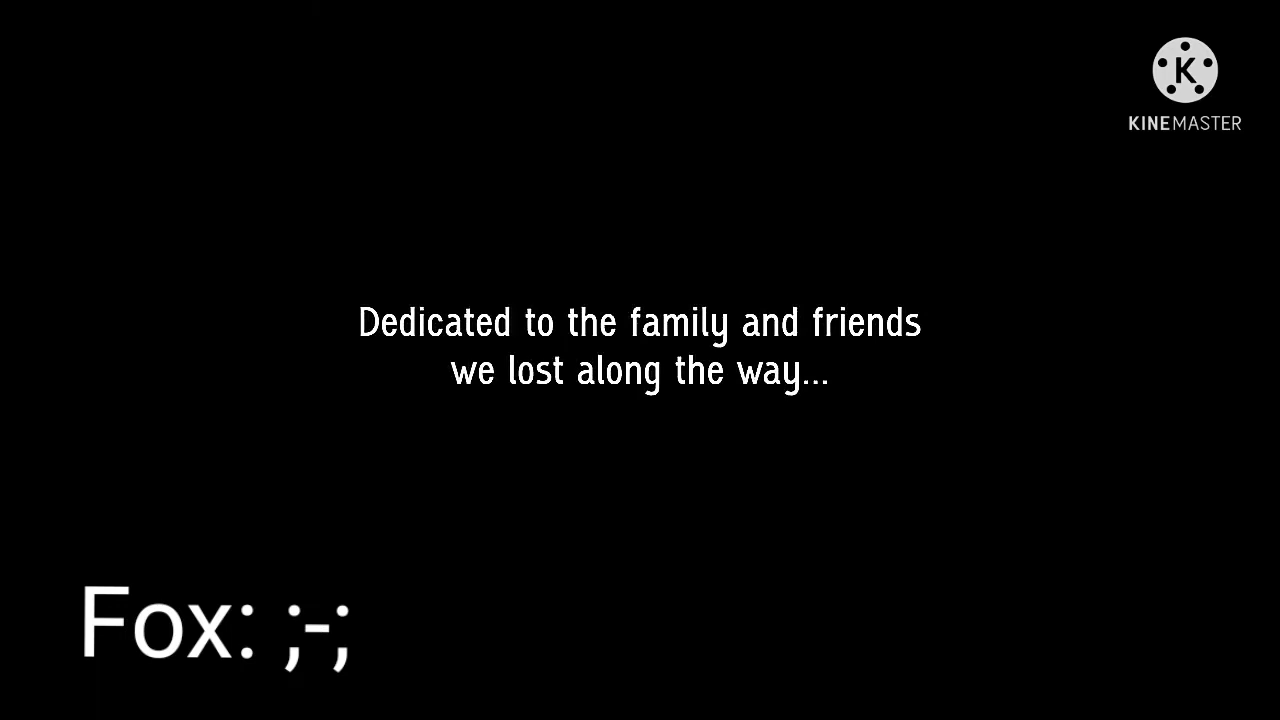 K
KINEMASTER
Dedicated to the family and friends
we lost along the way...
Fox: ;-;